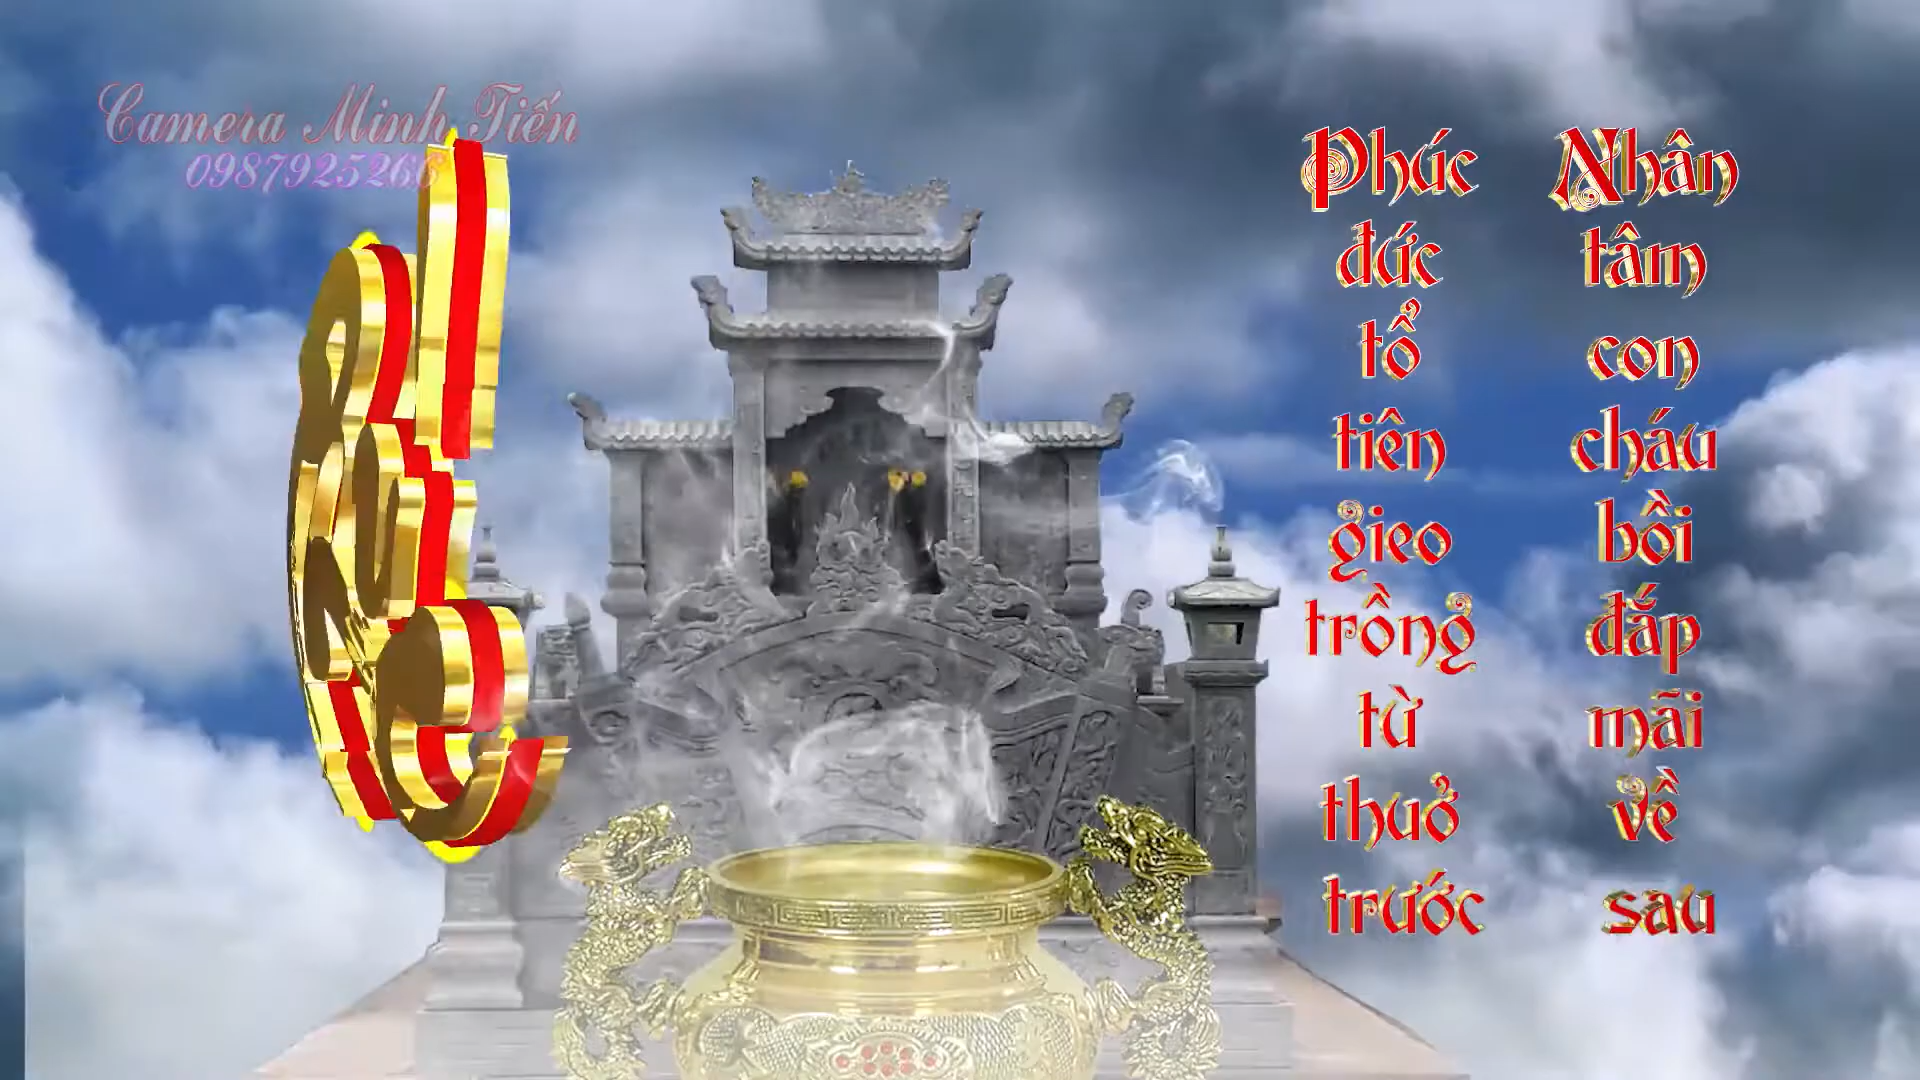 Camera Minh Tiến
0987925266
Phúc đức tổ tiên gieo trồng từ thuở trước
Nhân tâm con cháu bồi đắp mãi về sau